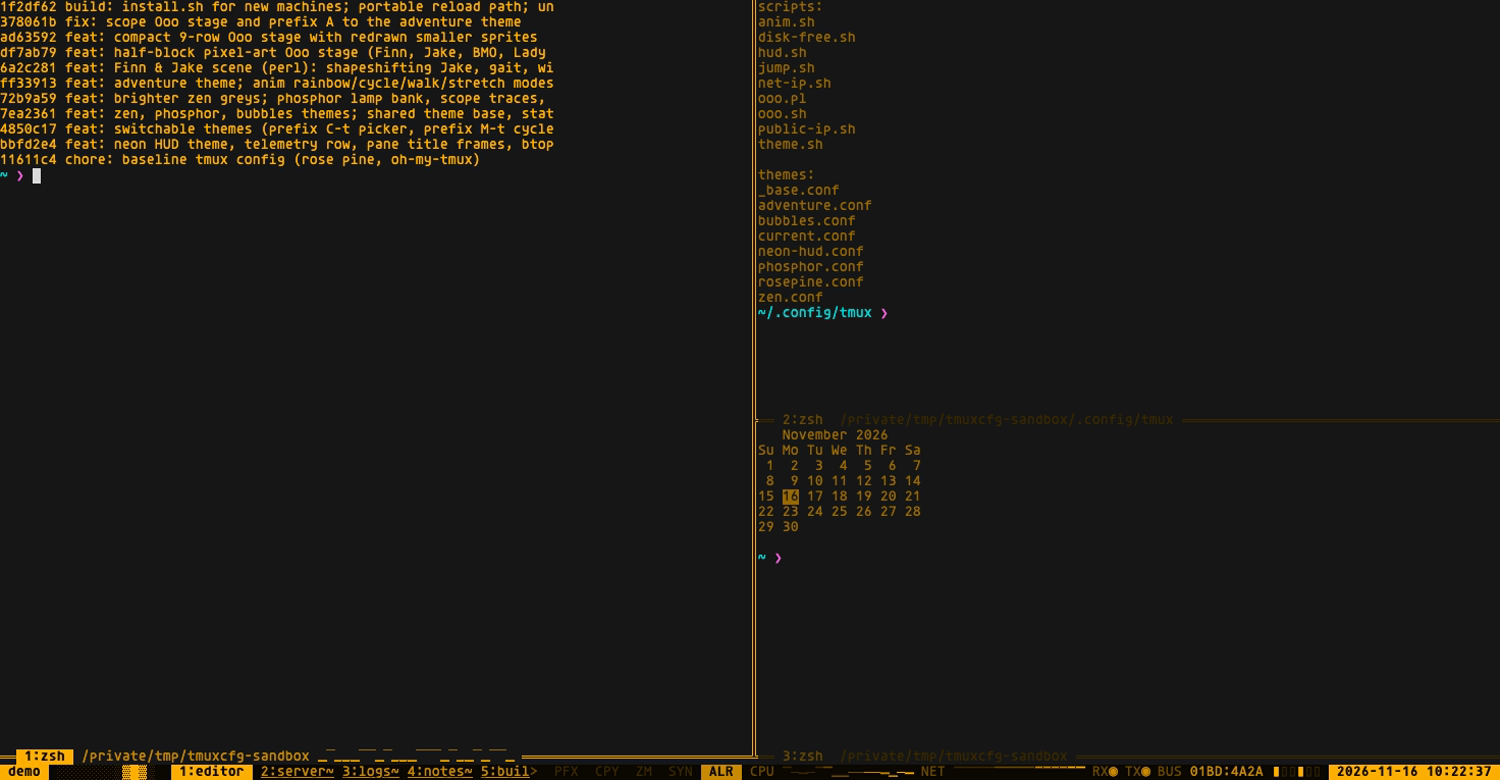 1f2df62 build: install.sh for new machines; portable reload path; un
378061b fix: scope Ooo stage and prefix A to the adventure theme
ad63592 feat: compact 9-row Ooo stage with redrawn smaller sprites
df7ab79 feat: half-block pixel-art Ooo stage (Finn, Jake, BMO, Lady
6a2c281 feat: Finn & Jake scene (perl): shapeshifting Jake, gait, wi
ff33913 feat: adventure theme; anim rainbow/cycle/walk/stretch modes
72b9a59 feat: brighter zen greys; phosphor lamp bank, scope traces,
7ea2361 feat: zen, phosphor, bubbles themes; shared theme base, stat
4850c17 feat: switchable themes (prefix C-t picker, prefix M-t cycle
bbfd2e4 feat: neon HUD theme, telemetry row, pane title frames, btop
11611c4 chore: baseline tmux config (rose pine, oh-my-tmux)
~ ❯
scripts:
anim.sh
disk-free.sh
hud.sh
jump.sh
net-ip.sh
ooo.pl
ooo.sh
public-ip.sh
theme.sh
themes:
_base.conf
adventure.conf
bubbles.conf
current.conf
neon-hud.conf
phosphor.conf
rosepine.conf
zen.conf
~/.config/tmux ❯
2:zsh /private/tmp/tmuxcfg-sandbox/.config/tmux
November 2026
Su Mo Tu We Th Fr Sa
1 2 3 4 5 6 7
8 9 10 11 12 13 14
15 16 17 18 19 20 21
22 23 24 25 26 27 28
29 30
~ ❯
1:zsh /private/tmp/tmuxcfg-sandbox
3:zsh /private/tmp/tmuxcfg-sandbox
demo 1:editor 2:server~ 3:logs~ 4:notes~ 5:buil> PFX CPY ZM SYN ALR CPU NET RX◉ TX◉ BUS 01BD:4A2A 2026-11-16 10:22:37